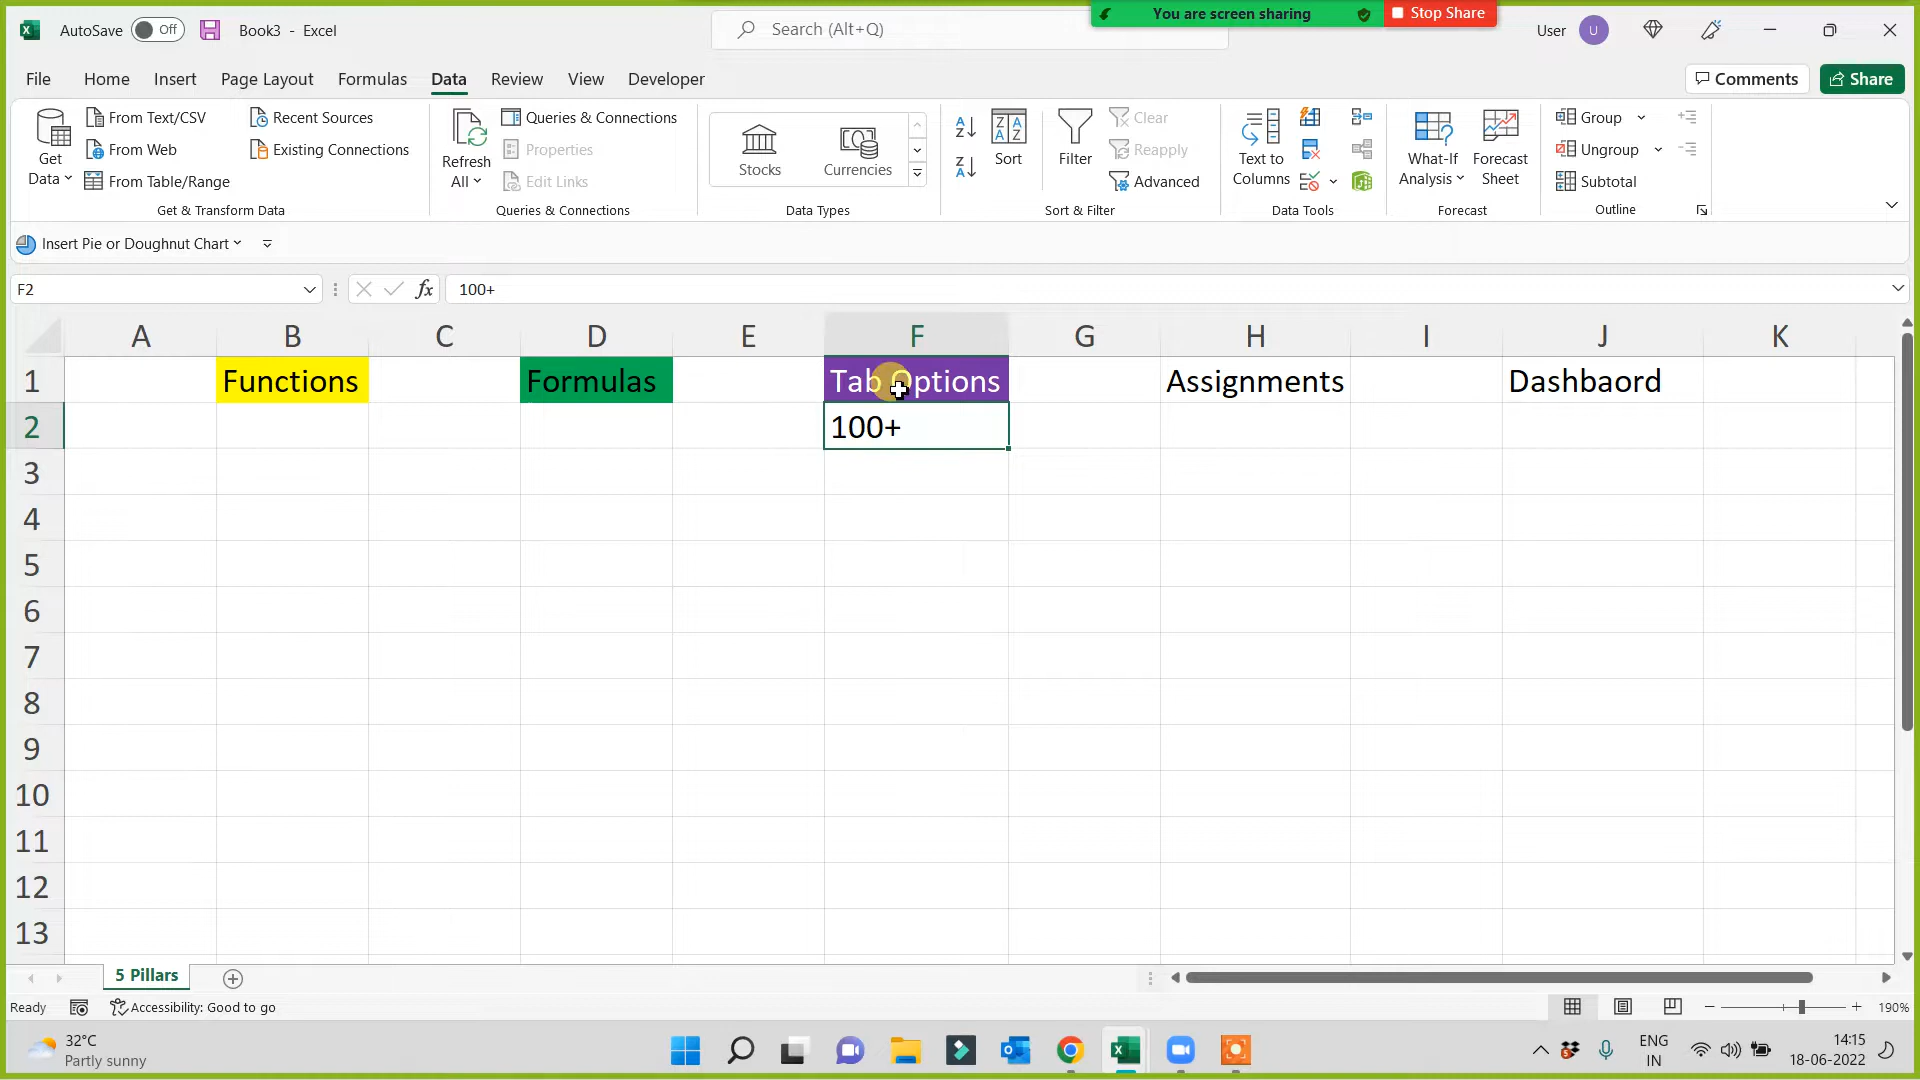 You are screen sharing
Stop Share
AutoSave Off Book3 - Excel
Search (Alt+Q)
User U
File Home Insert Page Layout Formulas Data Review View Developer
Comments Share
Get Data
From Text/CSV
From Web
From Table/Range
Recent Sources
Existing Connections
Get & Transform Data
Refresh All
Queries & Connections
Properties
Edit Links
Queries & Connections
Stocks
Currencies
Data Types
Sort
Filter
Clear
Reapply
Advanced
Sort & Filter
Text to Columns
Data Tools
What-If Analysis
Forecast Sheet
Forecast
Group
Ungroup
Subtotal
Outline
Insert Pie or Doughnut Chart
F2 fx 100+
A B C D E F G H I J K
1 Functions Formulas Tab Options Assignments Dashbaord
2 100+
3
4
5
6
7
8
9
10
11
12
13
5 Pillars
Ready Accessibility: Good to go 190%
32°C
Partly sunny
ENG
IN
14:15
18-06-2022